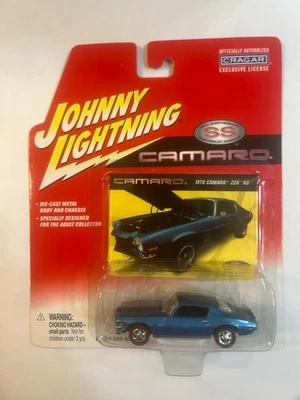 OFFICIALLY AUTHORIZED
CRAGAR
EXCLUSIVE LICENSE
JOHNNY
LIGHTNING
SS
CAMARO
CAMARO. 1970 CAMARO Z28 RS
• DIE-CAST METAL
BODY AND CHASSIS
• SPECIALLY DESIGNED
FOR THE ADULT COLLECTOR
WARNING:
CHOKING HAZARD-
small parts. Not for
children under 3 yrs.